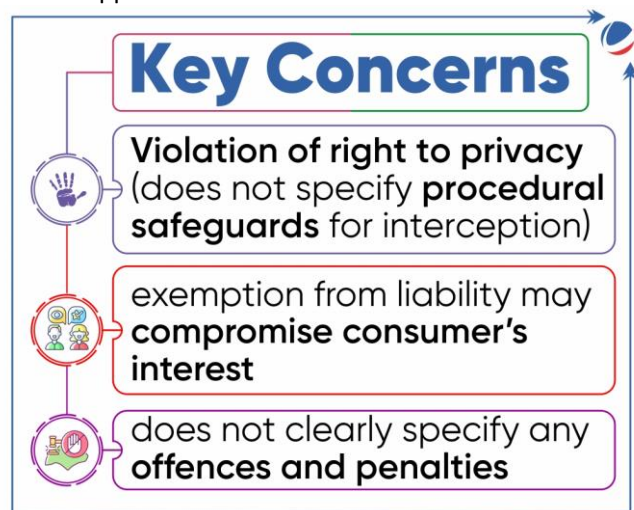 Key Concerns
Violation of right to privacy
(does not specify procedural
safeguards for interception)
exemption from liability may
compromise consumer's
interest
does not clearly specify any
offences and penalties